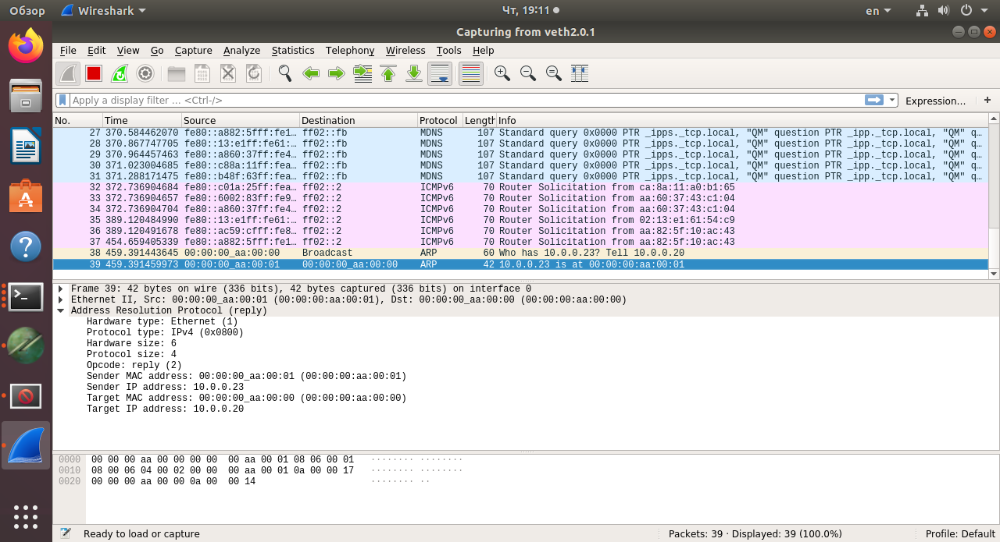 Обзор Wireshark Чт, 19:11 en
Capturing from veth2.0.1
File Edit View Go Capture Analyze Statistics Telephony Wireless Tools Help
Apply a display filter ... <Ctrl-/> Expression... +
No. Time Source Destination Protocol Length Info
27 370.584462070 fe80::a882:5fff:fe1… ff02::fb MDNS 107 Standard query 0x0000 PTR _ipps._tcp.local, "QM" question PTR _ipp._tcp.local, "QM" q…
28 370.867747705 fe80::13:e1ff:fe61:… ff02::fb MDNS 107 Standard query 0x0000 PTR _ipps._tcp.local, "QM" question PTR _ipp._tcp.local, "QM" q…
29 370.964457463 fe80::a860:37ff:fe4… ff02::fb MDNS 107 Standard query 0x0000 PTR _ipps._tcp.local, "QM" question PTR _ipp._tcp.local, "QM" q…
30 371.023004685 fe80::c88a:11ff:fea… ff02::fb MDNS 107 Standard query 0x0000 PTR _ipps._tcp.local, "QM" question PTR _ipp._tcp.local, "QM" q…
31 371.288171475 fe80::b48f:63ff:fea… ff02::fb MDNS 107 Standard query 0x0000 PTR _ipps._tcp.local, "QM" question PTR _ipp._tcp.local, "QM" q…
32 372.736904684 fe80::c01a:25ff:fea… ff02::2 ICMPv6 70 Router Solicitation from ca:8a:11:a0:b1:65
33 372.736904657 fe80::6002:83ff:fe9… ff02::2 ICMPv6 70 Router Solicitation from aa:60:37:43:c1:04
34 372.736904704 fe80::a860:37ff:fe4… ff02::2 ICMPv6 70 Router Solicitation from aa:60:37:43:c1:04
35 389.120484990 fe80::13:e1ff:fe61:… ff02::2 ICMPv6 70 Router Solicitation from 02:13:e1:61:54:c9
36 389.120491678 fe80::ac59:cfff:fe8… ff02::2 ICMPv6 70 Router Solicitation from aa:82:5f:10:ac:43
37 454.659405339 fe80::a882:5fff:fe1… ff02::2 ICMPv6 70 Router Solicitation from aa:82:5f:10:ac:43
38 459.391443645 00:00:00_aa:00:00 Broadcast ARP 60 Who has 10.0.0.23? Tell 10.0.0.20
39 459.391459973 00:00:00_aa:00:01 00:00:00_aa:00:00 ARP 42 10.0.0.23 is at 00:00:00:aa:00:01
Frame 39: 42 bytes on wire (336 bits), 42 bytes captured (336 bits) on interface 0
Ethernet II, Src: 00:00:00_aa:00:01 (00:00:00:aa:00:01), Dst: 00:00:00_aa:00:00 (00:00:00:aa:00:00)
Address Resolution Protocol (reply)
Hardware type: Ethernet (1)
Protocol type: IPv4 (0x0800)
Hardware size: 6
Protocol size: 4
Opcode: reply (2)
Sender MAC address: 00:00:00_aa:00:01 (00:00:00:aa:00:01)
Sender IP address: 10.0.0.23
Target MAC address: 00:00:00_aa:00:00 (00:00:00:aa:00:00)
Target IP address: 10.0.0.20
0000 00 00 00 aa 00 00 00 00 00 aa 00 01 08 06 00 01 ········ ········
0010 08 00 06 04 00 02 00 00 00 aa 00 01 0a 00 00 17 ········ ········
0020 00 00 00 aa 00 00 0a 00 00 14 ········ ··
Ready to load or capture Packets: 39 · Displayed: 39 (100.0%) Profile: Default